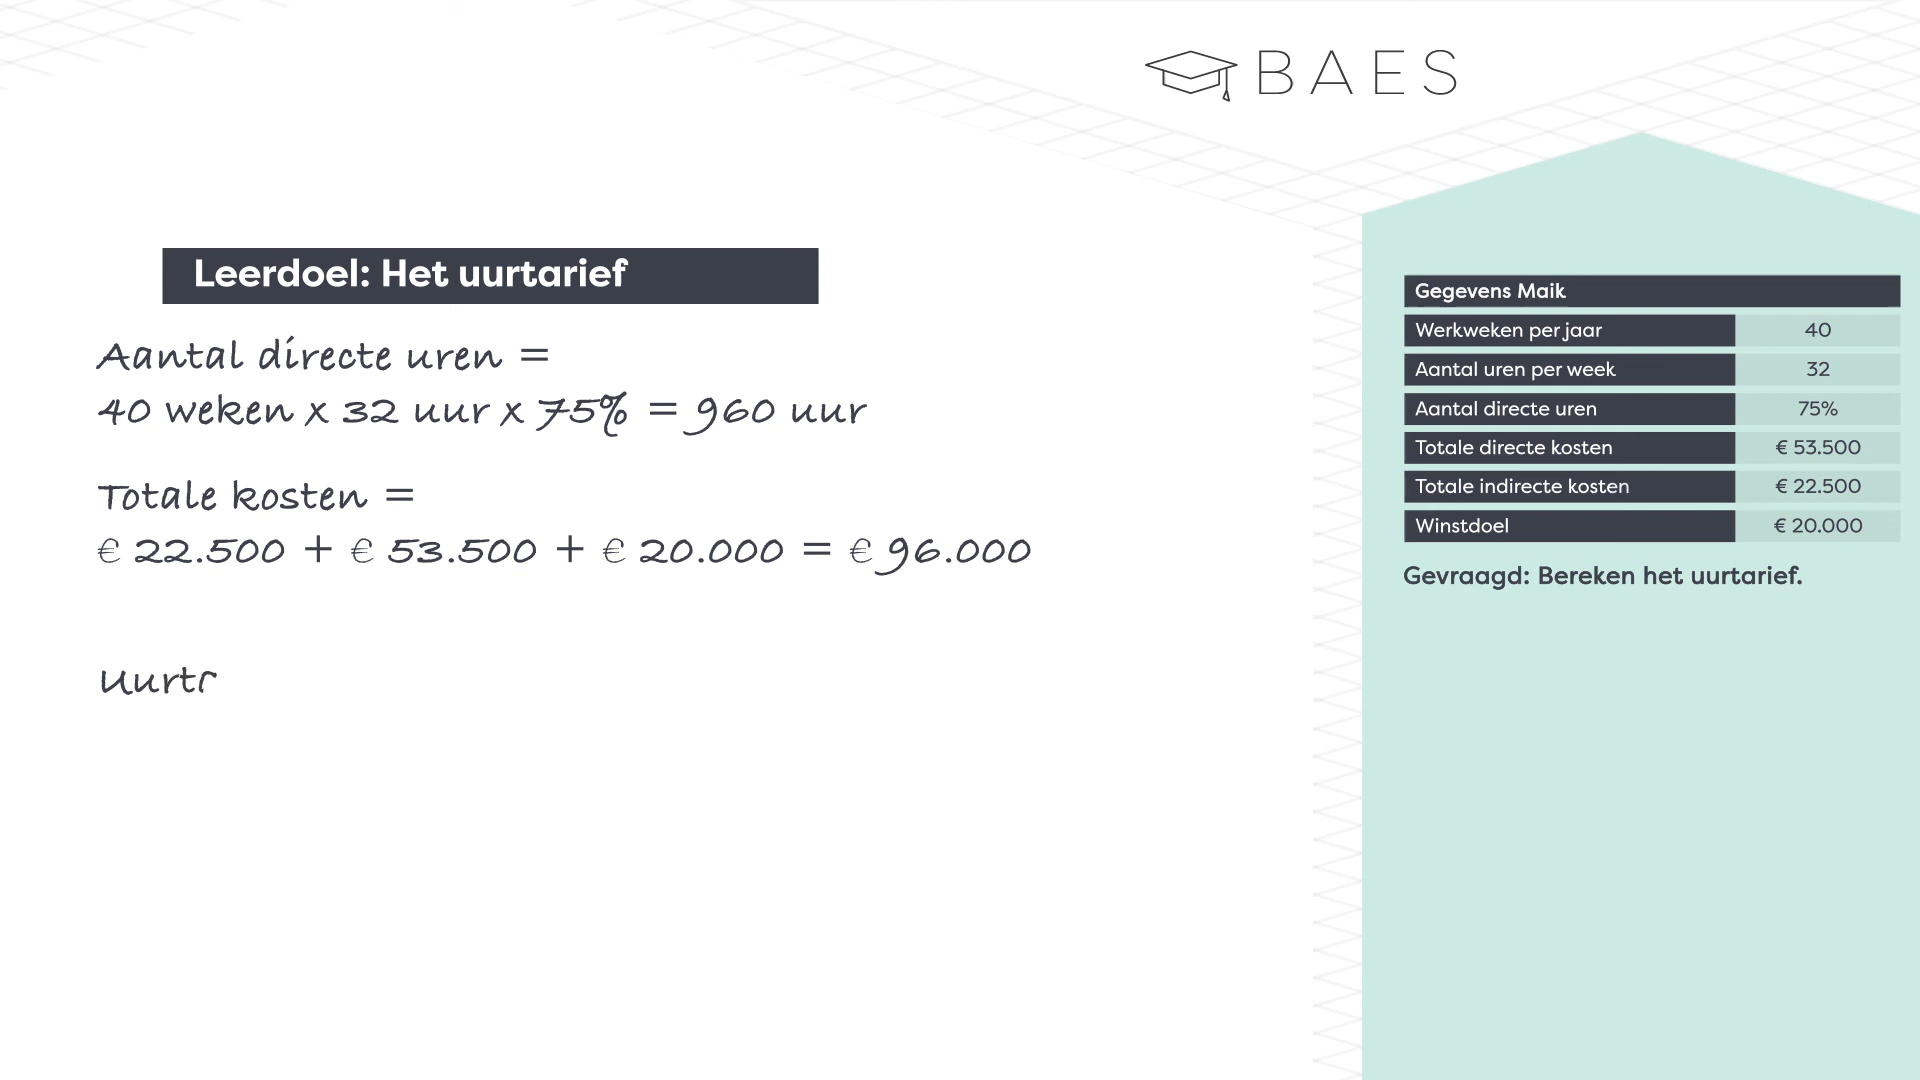 BAES
Leerdoel: Het uurtarief
Aantal directe uren =
40 weken x 32 uur x 75% = 960 uur
Totale kosten =
€ 22.500 + € 53.500 + € 20.000 = € 96.000
Uurt
Gegevens Maik
Werkweken per jaar 40
Aantal uren per week 32
Aantal directe uren 75%
Totale directe kosten € 53.500
Totale indirecte kosten € 22.500
Winstdoel € 20.000
Gevraagd: Bereken het uurtarief.